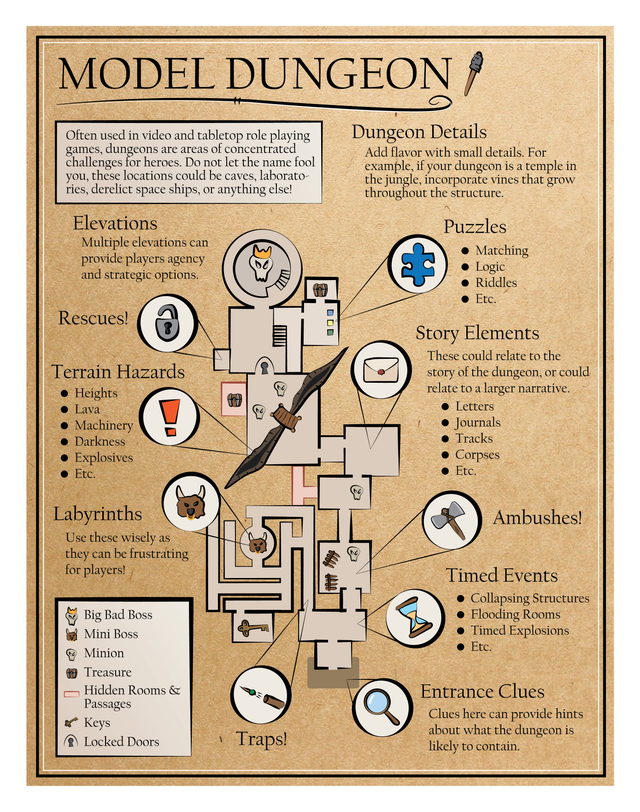 MODEL DUNGEON
Often used in video and tabletop role playing
games, dungeons are areas of concentrated
challenges for heroes. Do not let the name fool
you, these locations could be caves, laborato-
ries, derelict space ships, or anything else!
Dungeon Details
Add flavor with small details. For
example, if your dungeon is a temple in
the jungle, incorporate vines that grow
throughout the structure.
Elevations
Multiple elevations can
provide players agency
and strategic options.
Puzzles
Matching
Logic
Riddles
Etc.
Rescues!
Story Elements
These could relate to the
story of the dungeon, or could
relate to a larger narrative.
Letters
Journals
Tracks
Corpses
Etc.
Terrain Hazards
Heights
Lava
Machinery
Darkness
Explosives
Etc.
Labyrinths
Use these wisely as
they can be frustrating
for players!
Ambushes!
Timed Events
Collapsing Structures
Flooding Rooms
Timed Explosions
Etc.
Big Bad Boss
Mini Boss
Minion
Treasure
Hidden Rooms &
Passages
Keys
Locked Doors
Traps!
Entrance Clues
Clues here can provide hints
about what the dungeon is
likely to contain.